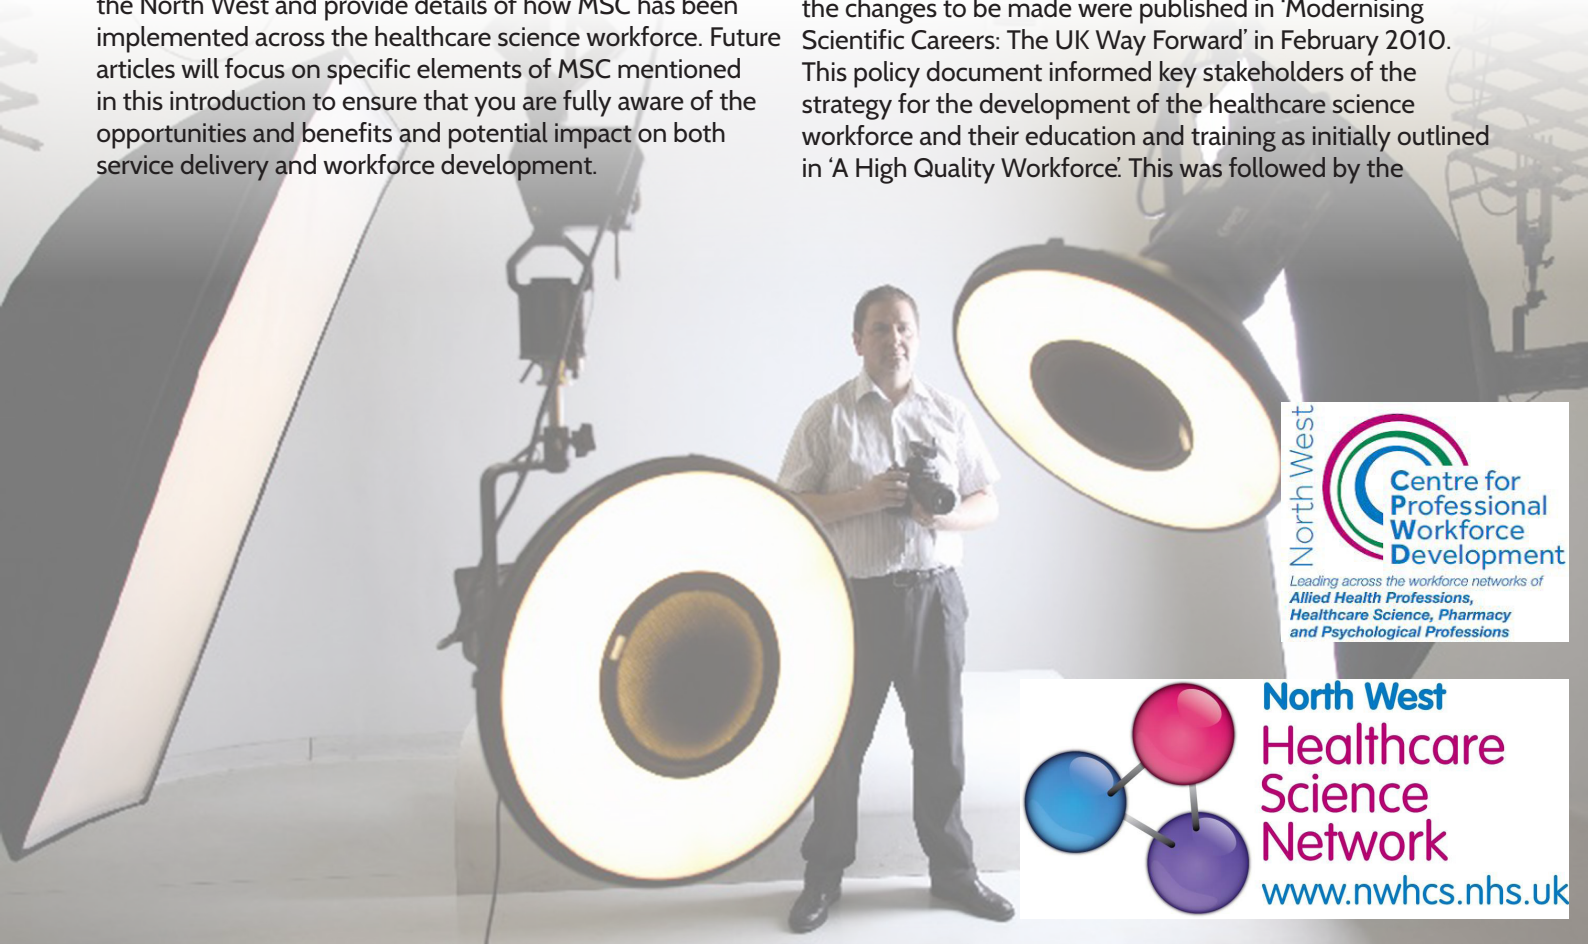 the North West and provide details of how MSC has been
implemented across the healthcare science workforce. Future
articles will focus on specific elements of MSC mentioned
in this introduction to ensure that you are fully aware of the
opportunities and benefits and potential impact on both
service delivery and workforce development.
the changes to be made were published in ‘Modernising
Scientific Careers: The UK Way Forward’ in February 2010.
This policy document informed key stakeholders of the
strategy for the development of the healthcare science
workforce and their education and training as initially outlined
in ‘A High Quality Workforce’. This was followed by the
North West
Centre for
Professional
Workforce
Development
Leading across the workforce networks of
Allied Health Professions,
Healthcare Science, Pharmacy
and Psychological Professions
North West
Healthcare
Science
Network
www.nwhcs.nhs.uk